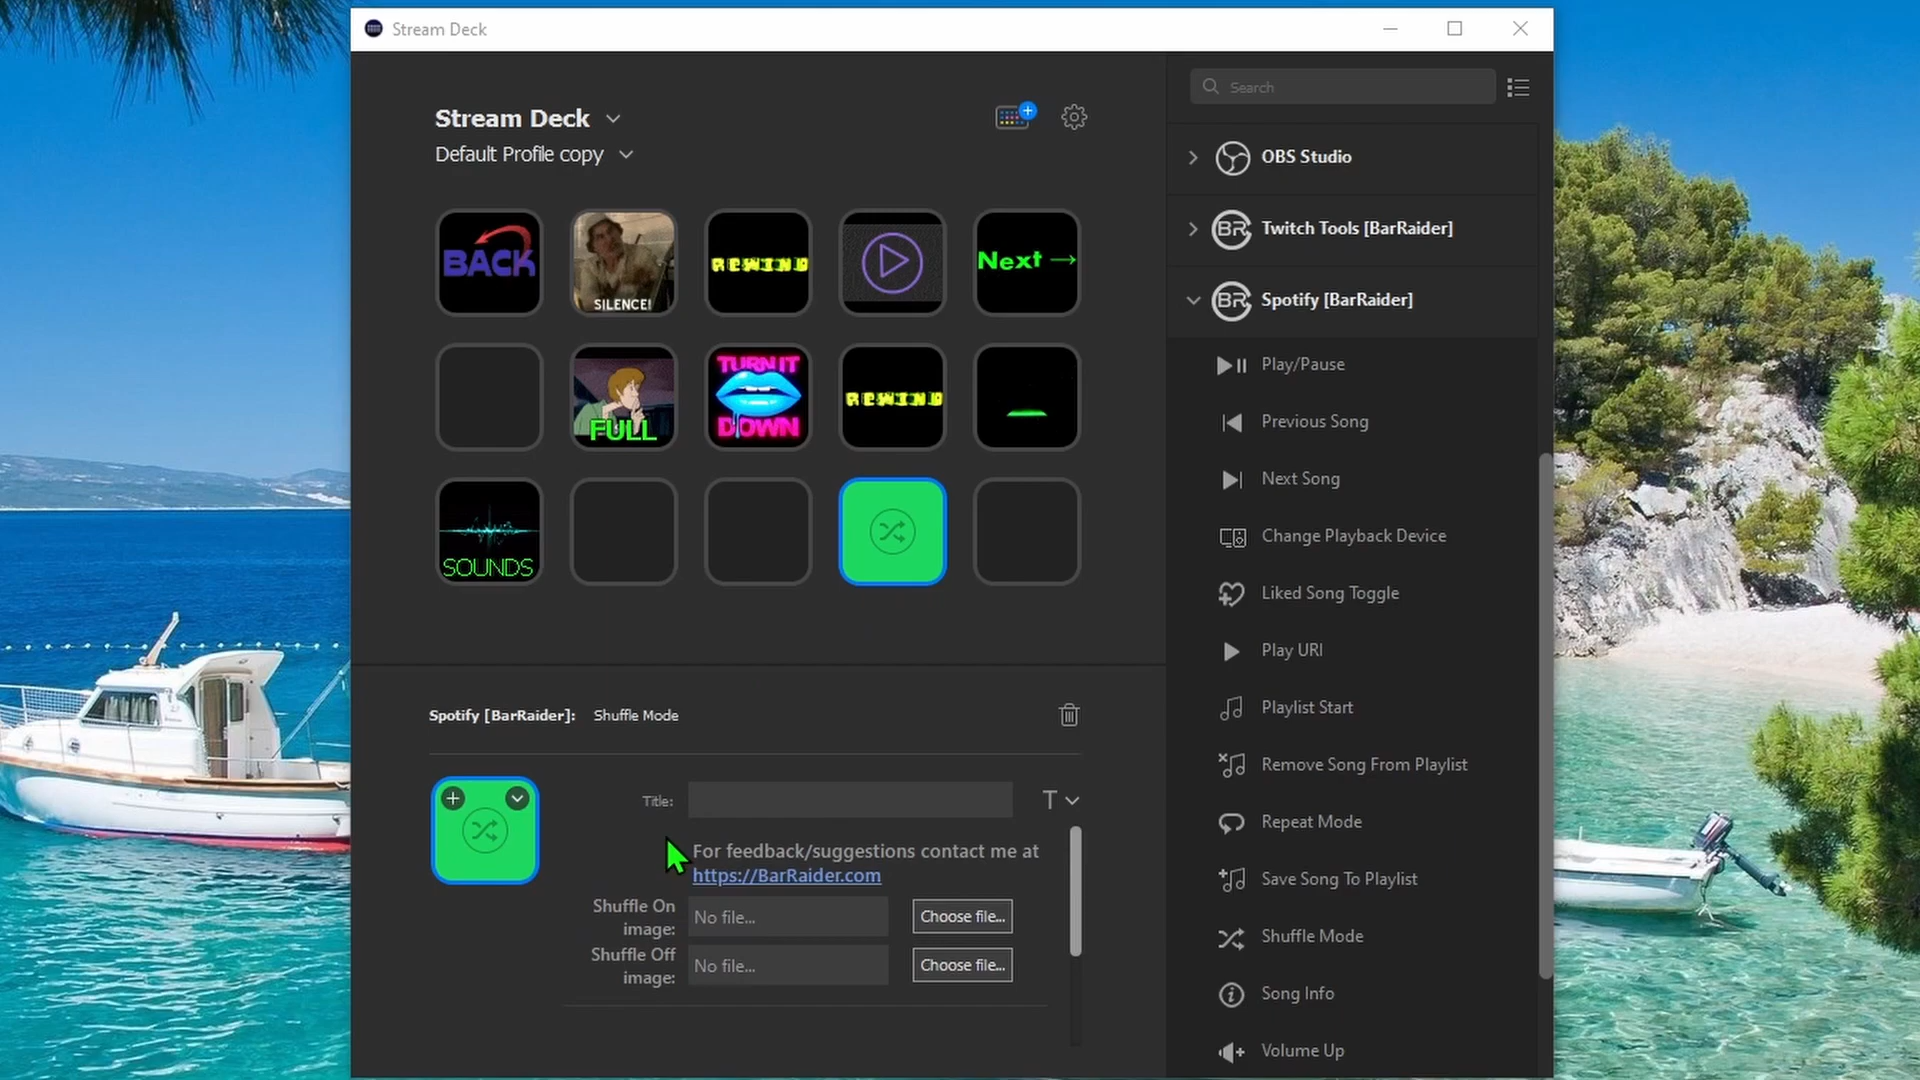 Stream Deck
Search
Stream Deck
Default Profile copy
OBS Studio
BR Twitch Tools [BarRaider]
BR Spotify [BarRaider]
BACK
SILENCE!
REWIND
Next →
FULL
TURN IT
DOWN
REWIND
SOUNDS
Play/Pause
Previous Song
Next Song
Change Playback Device
Liked Song Toggle
Play URI
Playlist Start
Remove Song From Playlist
Repeat Mode
Save Song To Playlist
Shuffle Mode
Song Info
Volume Up
Spotify [BarRaider]: Shuffle Mode
Title:
T
For feedback/suggestions contact me at
https://BarRaider.com
Shuffle On
image:
No file...
Choose file...
Shuffle Off
image:
No file...
Choose file...